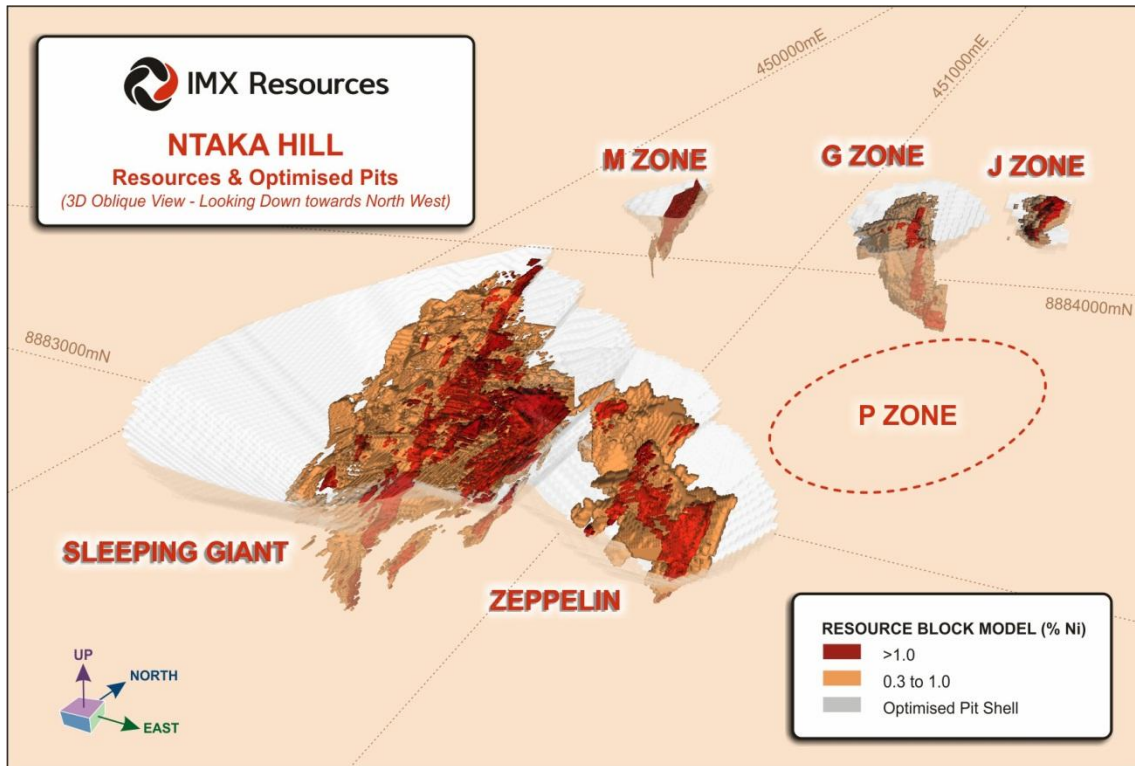 IMX Resources
NTAKA HILL
Resources & Optimised Pits
(3D Oblique View - Looking Down towards North West)
450000mE
451000mE
M ZONE
G ZONE
J ZONE
8883000mN
8884000mN
P ZONE
SLEEPING GIANT
ZEPPELIN
UP
NORTH
EAST
RESOURCE BLOCK MODEL (% Ni)
>1.0
0.3 to 1.0
Optimised Pit Shell